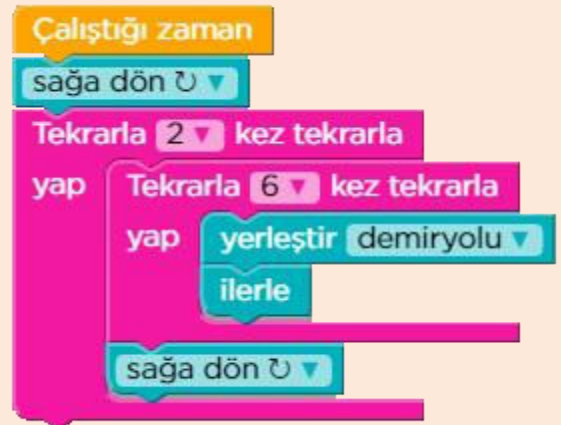 Çalıştığı zaman
sağa dön ↻ ▼
Tekrarla 2 ▼ kez tekrarla
yap Tekrarla 6 ▼ kez tekrarla
yap yerleştir demiryolu ▼
ilerle
sağa dön ↻ ▼